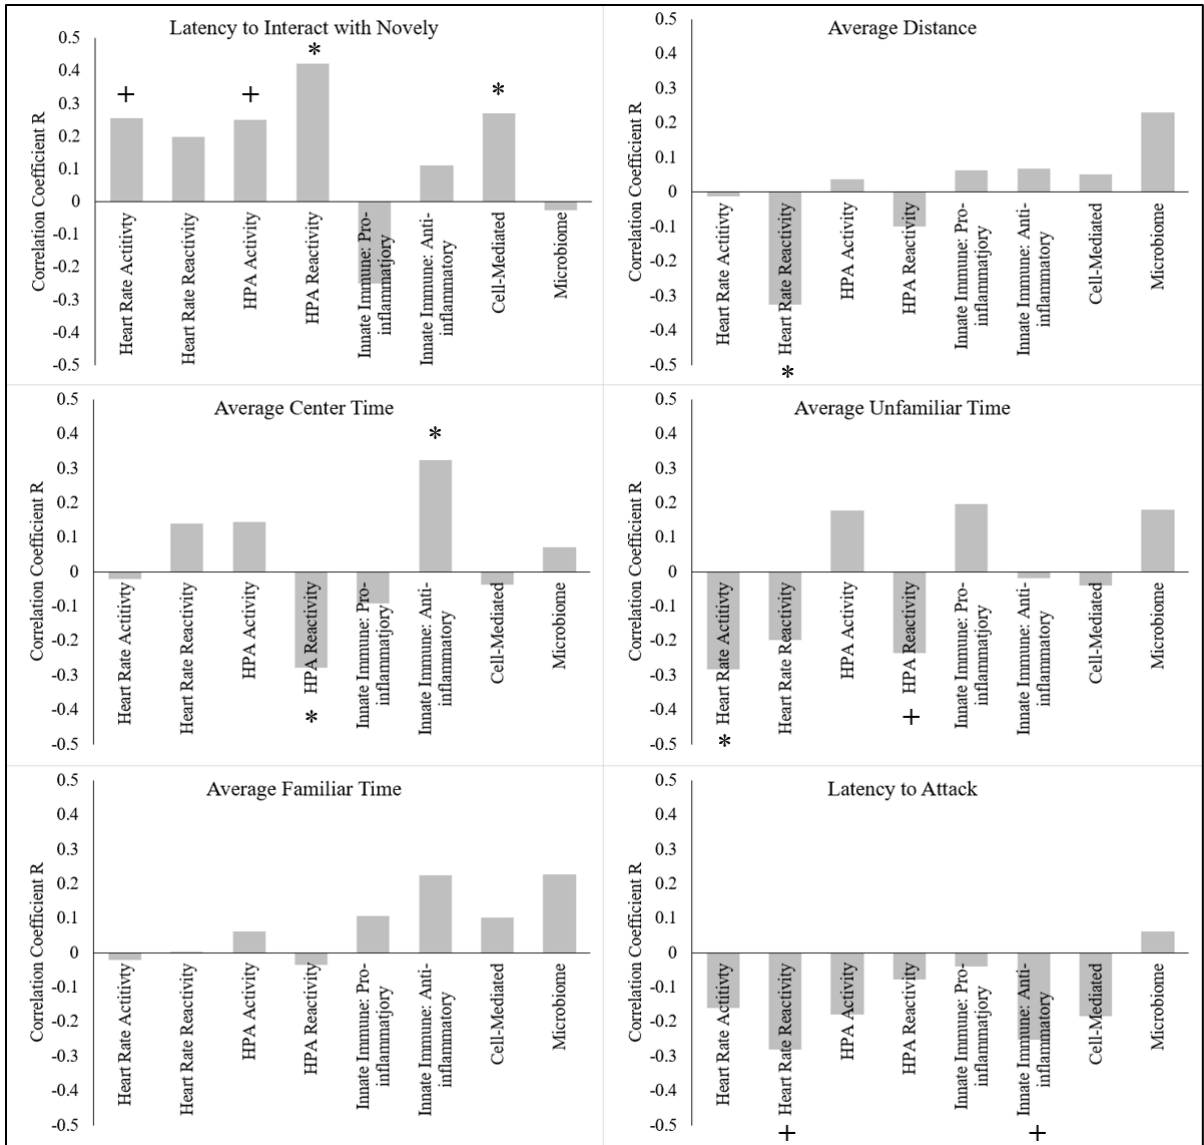 Latency to Interact with Novely
Correlation Coefficient R
0.5
0.4
0.3
0.2
0.1
0
-0.1
-0.2
-0.3
-0.4
-0.5
+
+
*
*
Heart Rate Actitivty
Heart Rate Reactivity
HPA Activity
HPA Reactivity
Innate Immune: Pro-
inflammatjory
Innate Immune: Anti-
inflammatory
Cell-Mediated
Microbiome
Average Distance
Correlation Coefficient R
0.5
0.4
0.3
0.2
0.1
0
-0.1
-0.2
-0.3
-0.4
-0.5
Heart Rate Actitivty
Heart Rate Reactivity
HPA Activity
HPA Reactivity
Innate Immune: Pro-
inflammatjory
Innate Immune: Anti-
inflammatory
Cell-Mediated
Microbiome
*
Average Center Time
Correlation Coefficient R
0.5
0.4
0.3
0.2
0.1
0
-0.1
-0.2
-0.3
-0.4
-0.5
*
Heart Rate Actitivty
Heart Rate Reactivity
HPA Activity
HPA Reactivity
Innate Immune: Pro-
inflammatjory
Innate Immune: Anti-
inflammatory
Cell-Mediated
Microbiome
*
Average Unfamiliar Time
Correlation Coefficient R
0.5
0.4
0.3
0.2
0.1
0
-0.1
-0.2
-0.3
-0.4
-0.5
Heart Rate Actitivty
Heart Rate Reactivity
HPA Activity
HPA Reactivity
Innate Immune: Pro-
inflammatjory
Innate Immune: Anti-
inflammatory
Cell-Mediated
Microbiome
*
+
Average Familiar Time
Correlation Coefficient R
0.5
0.4
0.3
0.2
0.1
0
-0.1
-0.2
-0.3
-0.4
-0.5
Heart Rate Actitivty
Heart Rate Reactivity
HPA Activity
HPA Reactivity
Innate Immune: Pro-
inflammatjory
Innate Immune: Anti-
inflammatory
Cell-Mediated
Microbiome
Latency to Attack
Correlation Coefficient R
0.5
0.4
0.3
0.2
0.1
0
-0.1
-0.2
-0.3
-0.4
-0.5
Heart Rate Actitivty
Heart Rate Reactivity
HPA Activity
HPA Reactivity
Innate Immune: Pro-
inflammatjory
Innate Immune: Anti-
inflammatory
Cell-Mediated
Microbiome
+
+